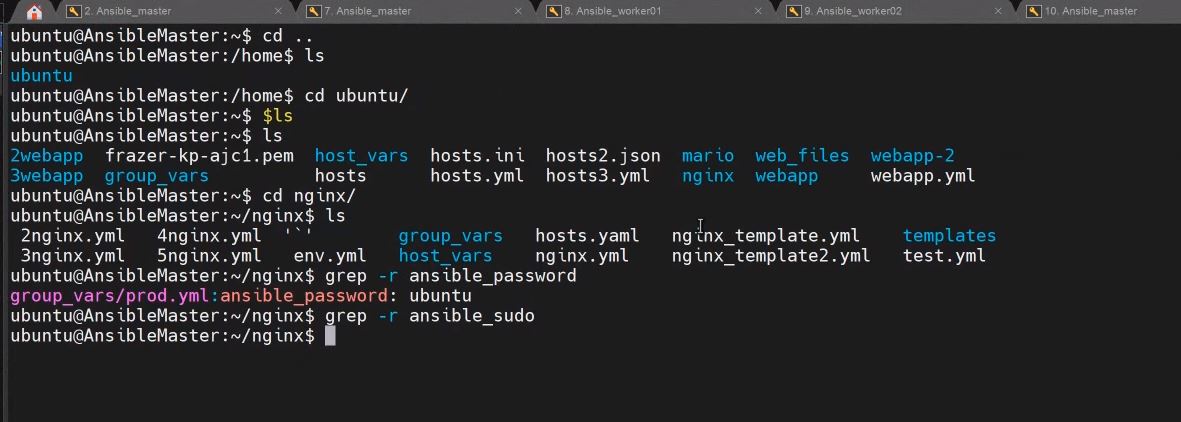 2. Ansible_master 7. Ansible_master 8. Ansible_worker01 9. Ansible_worker02 10. Ansible_master
ubuntu@AnsibleMaster:~$ cd ..
ubuntu@AnsibleMaster:/home$ ls
ubuntu
ubuntu@AnsibleMaster:/home$ cd ubuntu/
ubuntu@AnsibleMaster:~$ $ls
ubuntu@AnsibleMaster:~$ ls
2webapp frazer-kp-ajc1.pem host_vars hosts.ini hosts2.json mario web_files webapp-2
3webapp group_vars hosts hosts.yml hosts3.yml nginx webapp webapp.yml
ubuntu@AnsibleMaster:~$ cd nginx/
ubuntu@AnsibleMaster:~/nginx$ ls
2nginx.yml 4nginx.yml '`' group_vars hosts.yaml nginx_template.yml templates
3nginx.yml 5nginx.yml env.yml host_vars nginx.yml nginx_template2.yml test.yml
ubuntu@AnsibleMaster:~/nginx$ grep -r ansible_password
group_vars/prod.yml:ansible_password: ubuntu
ubuntu@AnsibleMaster:~/nginx$ grep -r ansible_sudo
ubuntu@AnsibleMaster:~/nginx$